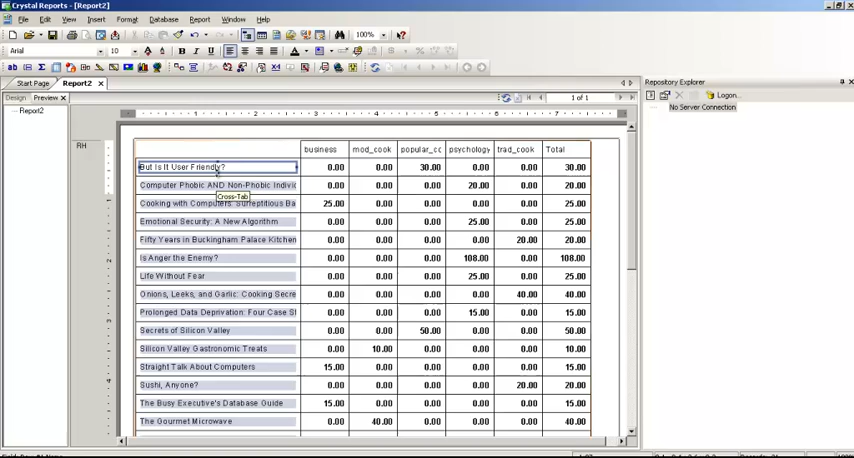 Crystal Reports - [Report2]
File Edit View Insert Format Database Report Window Help
100%
Arial 10 B I U A
ab
Start Page Report2 Repository Explorer
Design Preview 1 of 1 Logon...
Report2 No Server Connection
1 2 3 4 5 6 7
RH business mod_cook popular_cc psychology trad_cook Total
But Is It User Friendly? 0.00 0.00 30.00 0.00 0.00 30.00
Computer Phobic AND Non-Phobic Individ 0.00 0.00 0.00 20.00 0.00 20.00
Cross-Tab
Cooking with Computers: Surreptitious Ba 25.00 0.00 0.00 0.00 0.00 25.00
Emotional Security: A New Algorithm 0.00 0.00 0.00 25.00 0.00 25.00
Fifty Years in Buckingham Palace Kitchen 0.00 0.00 0.00 0.00 20.00 20.00
Is Anger the Enemy? 0.00 0.00 0.00 108.00 0.00 108.00
Life Without Fear 0.00 0.00 0.00 25.00 0.00 25.00
Onions, Leeks, and Garlic: Cooking Secre 0.00 0.00 0.00 0.00 40.00 40.00
Prolonged Data Deprivation: Four Case St 0.00 0.00 0.00 15.00 0.00 15.00
Secrets of Silicon Valley 0.00 0.00 50.00 0.00 0.00 50.00
Silicon Valley Gastronomic Treats 0.00 10.00 0.00 0.00 0.00 10.00
Straight Talk About Computers 15.00 0.00 0.00 0.00 0.00 15.00
Sushi, Anyone? 0.00 0.00 0.00 0.00 20.00 20.00
The Busy Executive's Database Guide 15.00 0.00 0.00 0.00 0.00 15.00
The Gourmet Microwave 0.00 40.00 0.00 0.00 0.00 40.00